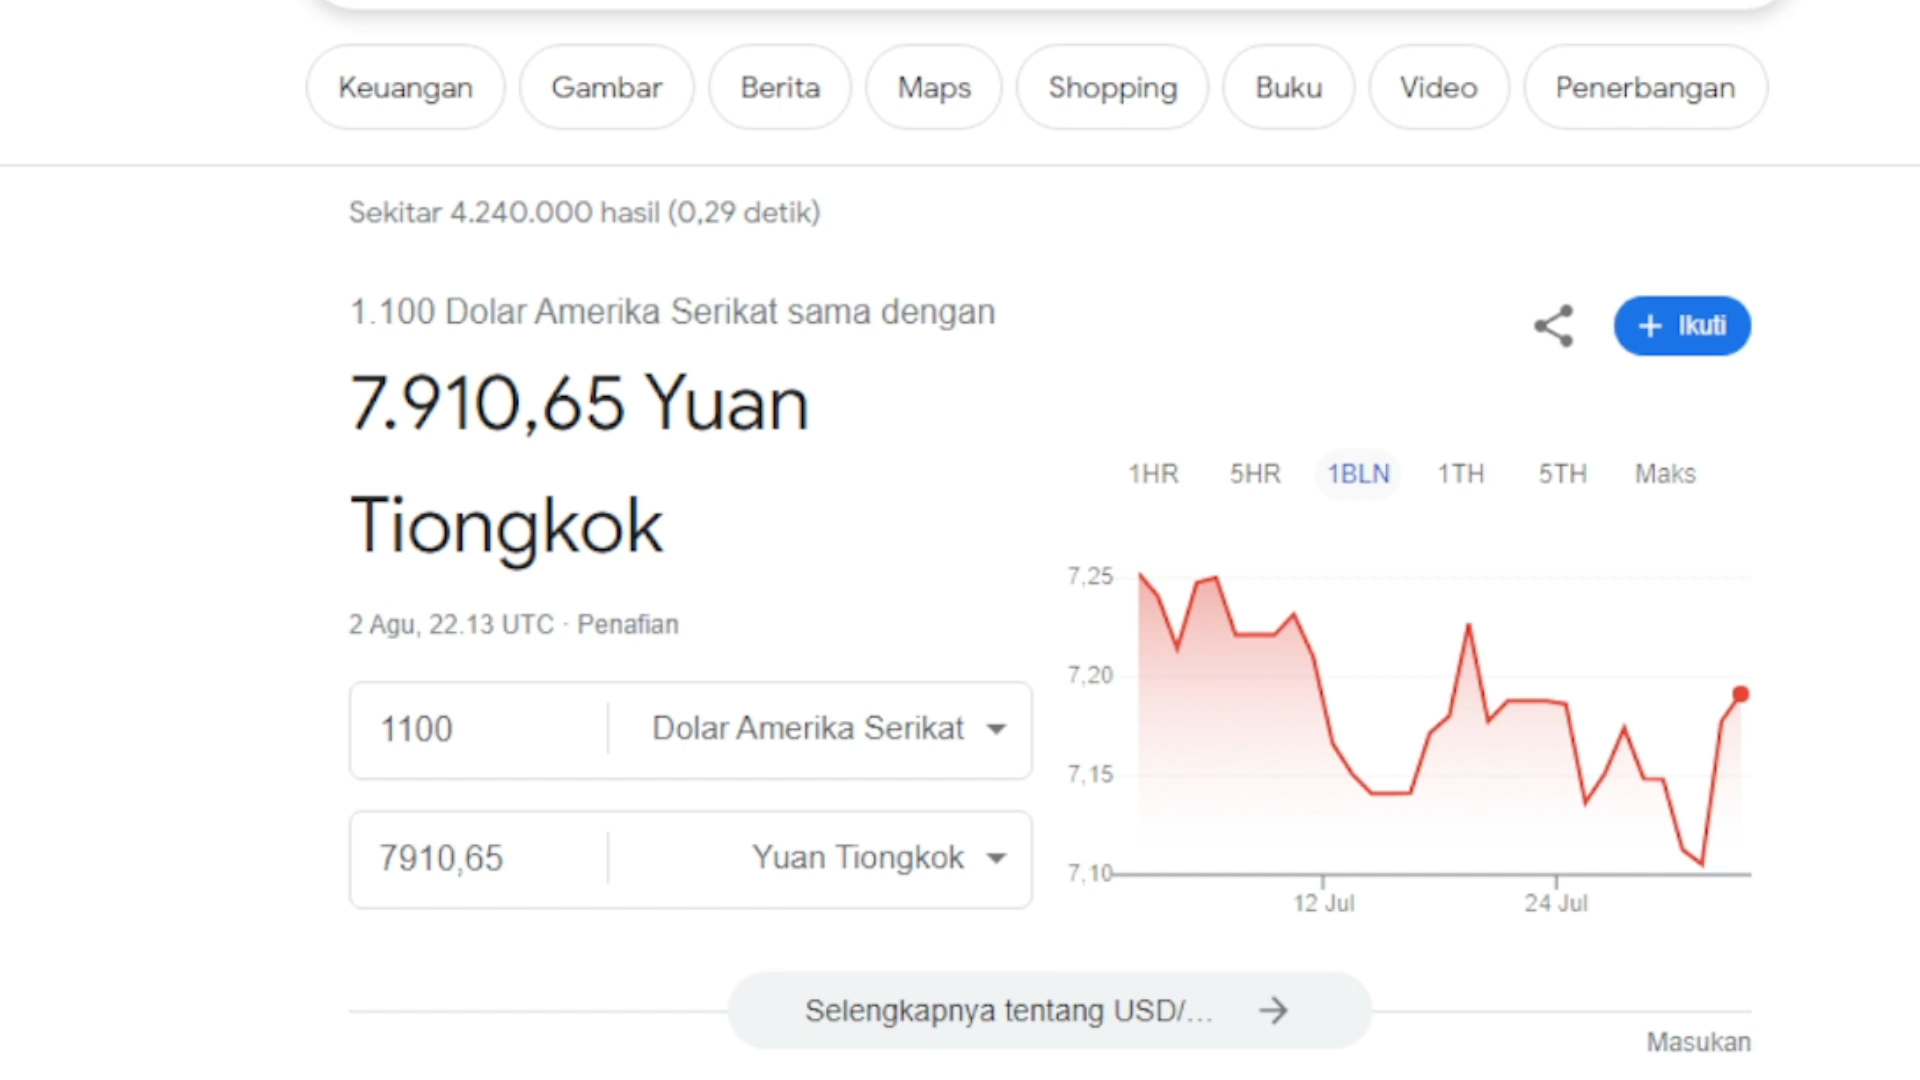 Keuangan Gambar Berita Maps Shopping Buku Video Penerbangan
Sekitar 4.240.000 hasil (0,29 detik)
1.100 Dolar Amerika Serikat sama dengan
7.910,65 Yuan
Tiongkok
2 Agu, 22.13 UTC · Penafian
1100 Dolar Amerika Serikat
7910,65 Yuan Tiongkok
+ Ikuti
1HR 5HR 1BLN 1TH 5TH Maks
7,25
7,20
7,15
7,10
12 Jul 24 Jul
Selengkapnya tentang USD/...
Masukan